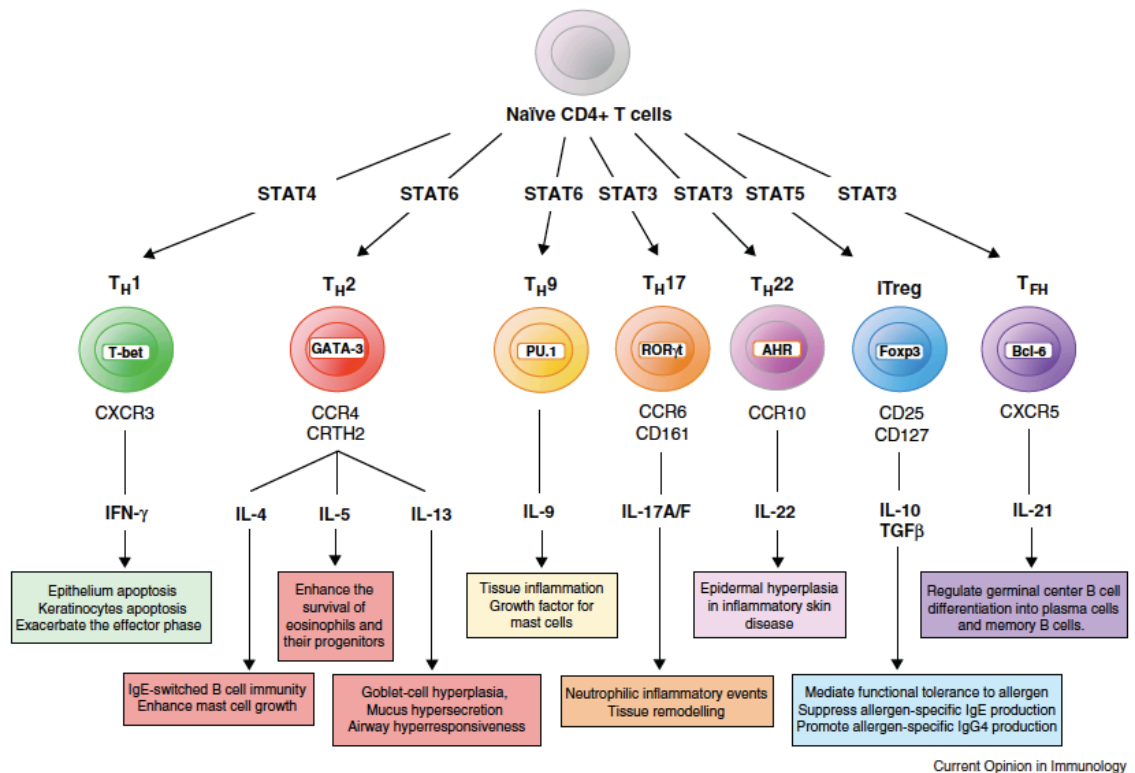 Naïve CD4+ T cells
STAT4 STAT6 STAT6 STAT3 STAT3 STAT5 STAT3
TH1 TH2 TH9 TH17 TH22 iTreg TFH
T-bet GATA-3 PU.1 RORγt AHR Foxp3 Bcl-6
CXCR3 CCR4 CCR6 CCR10 CD25 CXCR5
CRTH2 CD161 CD127
IFN-γ IL-4 IL-5 IL-13 IL-9 IL-17A/F IL-22 IL-10 IL-21
TGFβ
Epithelium apoptosis
Keratinocytes apoptosis
Exacerbate the effector phase
Enhance the
survival of
eosinophils and
their progenitors
Tissue inflammation
Growth factor for
mast cells
Epidermal hyperplasia
in inflammatory skin
disease
Regulate germinal center B cell
differentiation into plasma cells
and memory B cells.
IgE-switched B cell immunity
Enhance mast cell growth
Goblet-cell hyperplasia,
Mucus hypersecretion
Airway hyperresponsiveness
Neutrophilic inflammatory events
Tissue remodelling
Mediate functional tolerance to allergen
Suppress allergen-specific IgE production
Promote allergen-specific IgG4 production
Current Opinion in Immunology